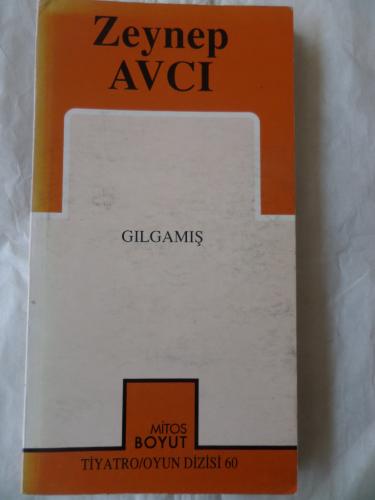 Zeynep
AVCI
GILGAMIŞ
MİTOS
BOYUT
TİYATRO/OYUN DİZİSİ 60